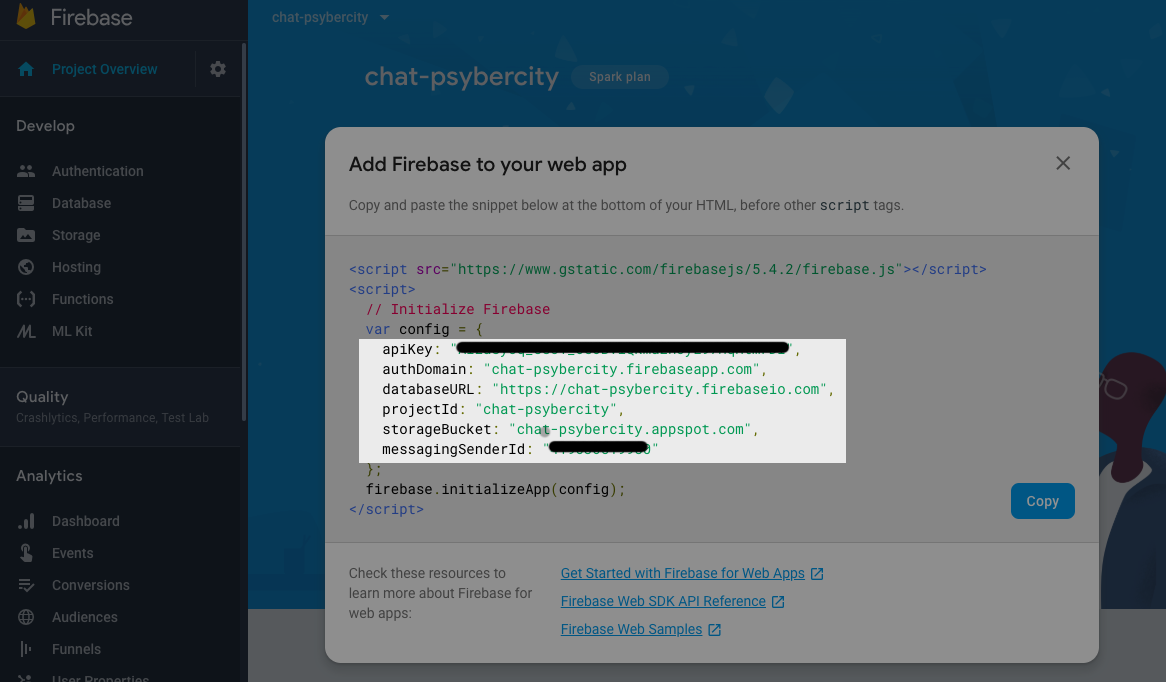 Firebase
chat-psybercity
Project Overview
chat-psybercity
Spark plan
Develop
Authentication
Database
Storage
Hosting
Functions
ML Kit
Quality
Crashlytics, Performance, Test Lab
Analytics
Dashboard
Events
Conversions
Audiences
Funnels
User Properties
Add Firebase to your web app
Copy and paste the snippet below at the bottom of your HTML, before other script tags.
<script src="https://www.gstatic.com/firebasejs/5.4.2/firebase.js"></script>
<script>
// Initialize Firebase
var config = {
apiKey: "",
authDomain: "chat-psybercity.firebaseapp.com",
databaseURL: "https://chat-psybercity.firebaseio.com",
projectId: "chat-psybercity",
storageBucket: "chat-psybercity.appspot.com",
messagingSenderId: ""
};
firebase.initializeApp(config);
</script>
Copy
Check these resources to
learn more about Firebase for
web apps:
Get Started with Firebase for Web Apps
Firebase Web SDK API Reference
Firebase Web Samples